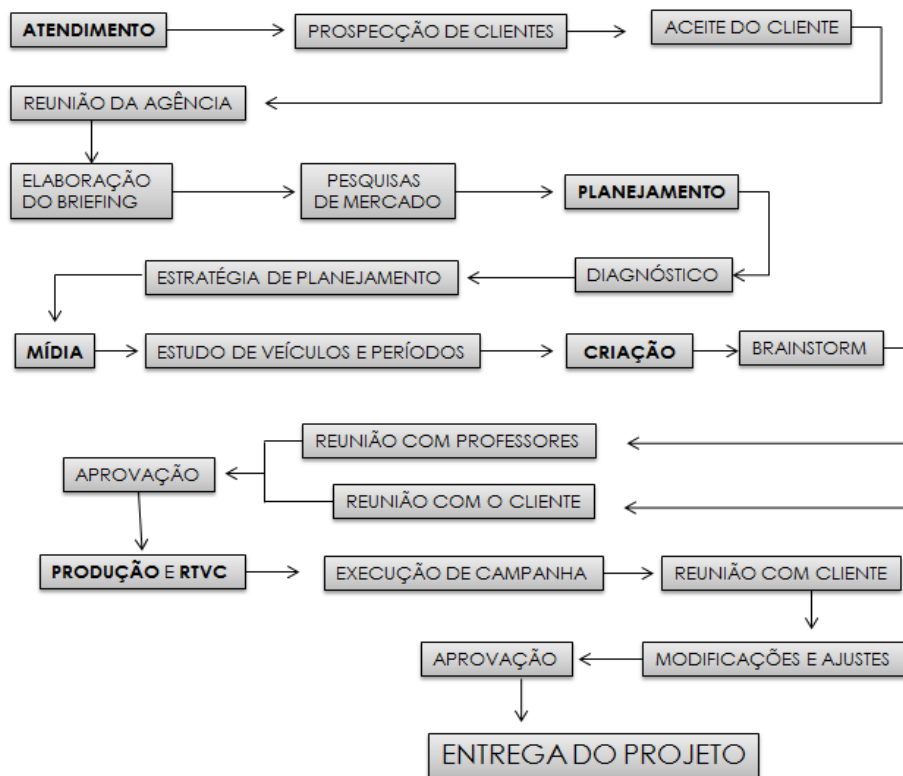 ATENDIMENTO
PROSPECÇÃO DE CLIENTES
ACEITE DO CLIENTE
REUNIÃO DA AGÊNCIA
ELABORAÇÃO
DO BRIEFING
PESQUISAS
DE MERCADO
PLANEJAMENTO
DIAGNÓSTICO
ESTRATÉGIA DE PLANEJAMENTO
MÍDIA
ESTUDO DE VEÍCULOS E PERÍODOS
CRIAÇÃO
BRAINSTORM
REUNIÃO COM PROFESSORES
REUNIÃO COM O CLIENTE
APROVAÇÃO
PRODUÇÃO E RTVC
EXECUÇÃO DE CAMPANHA
REUNIÃO COM CLIENTE
MODIFICAÇÕES E AJUSTES
APROVAÇÃO
ENTREGA DO PROJETO